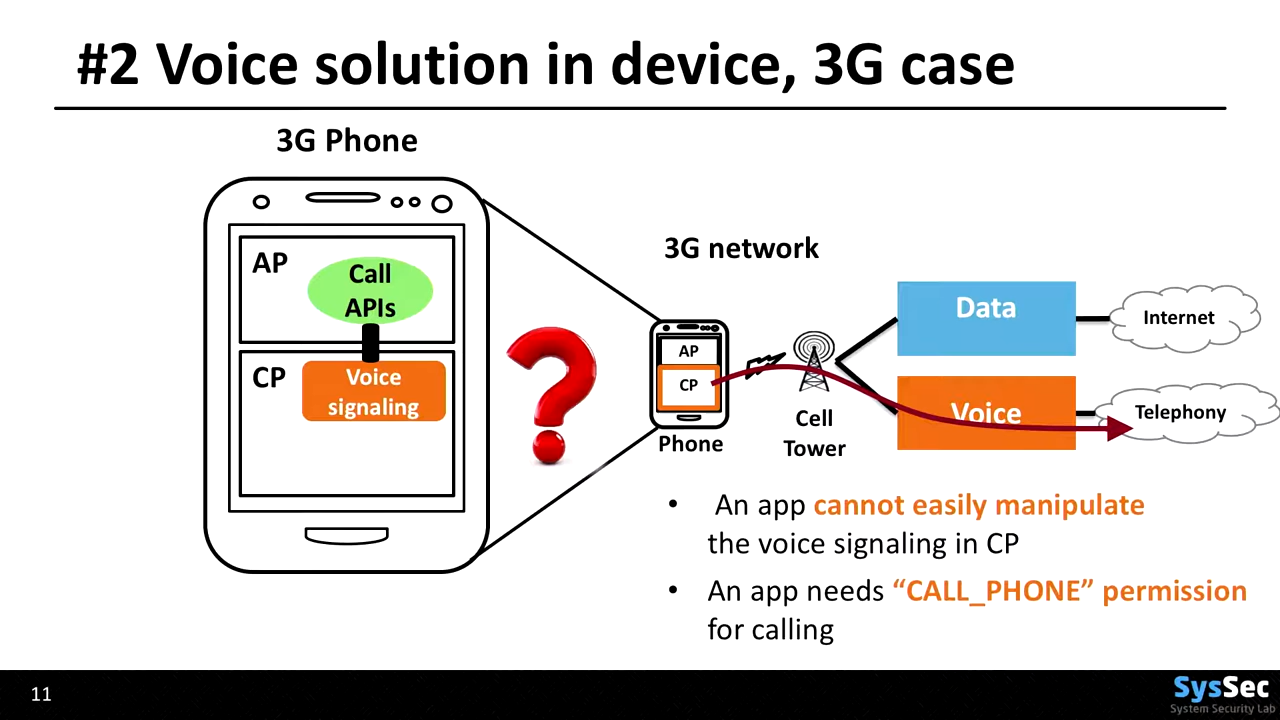 #2 Voice solution in device, 3G case
3G Phone
AP
Call
APIs
CP
Voice
signaling
3G network
AP
CP
Phone
Cell
Tower
Data
Voice
Internet
Telephony
• An app cannot easily manipulate
the voice signaling in CP
• An app needs “CALL_PHONE” permission
for calling
11
SysSec
System Security Lab